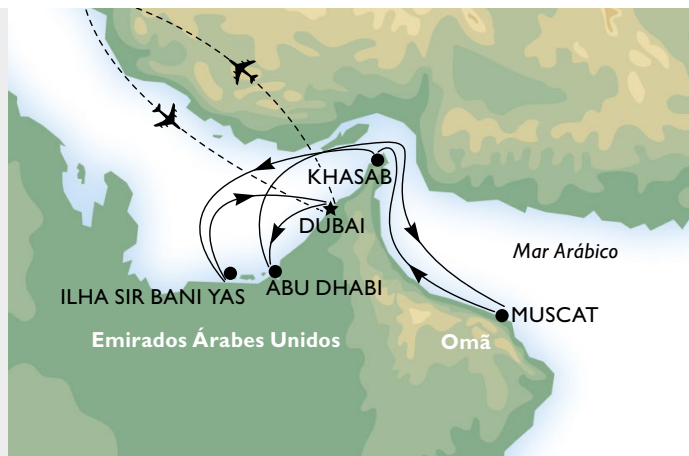 KHASAB
DUBAI
Mar Arábico
ILHA SIR BANI YAS
ABU DHABI
MUSCAT
Emirados Árabes Unidos
Omã